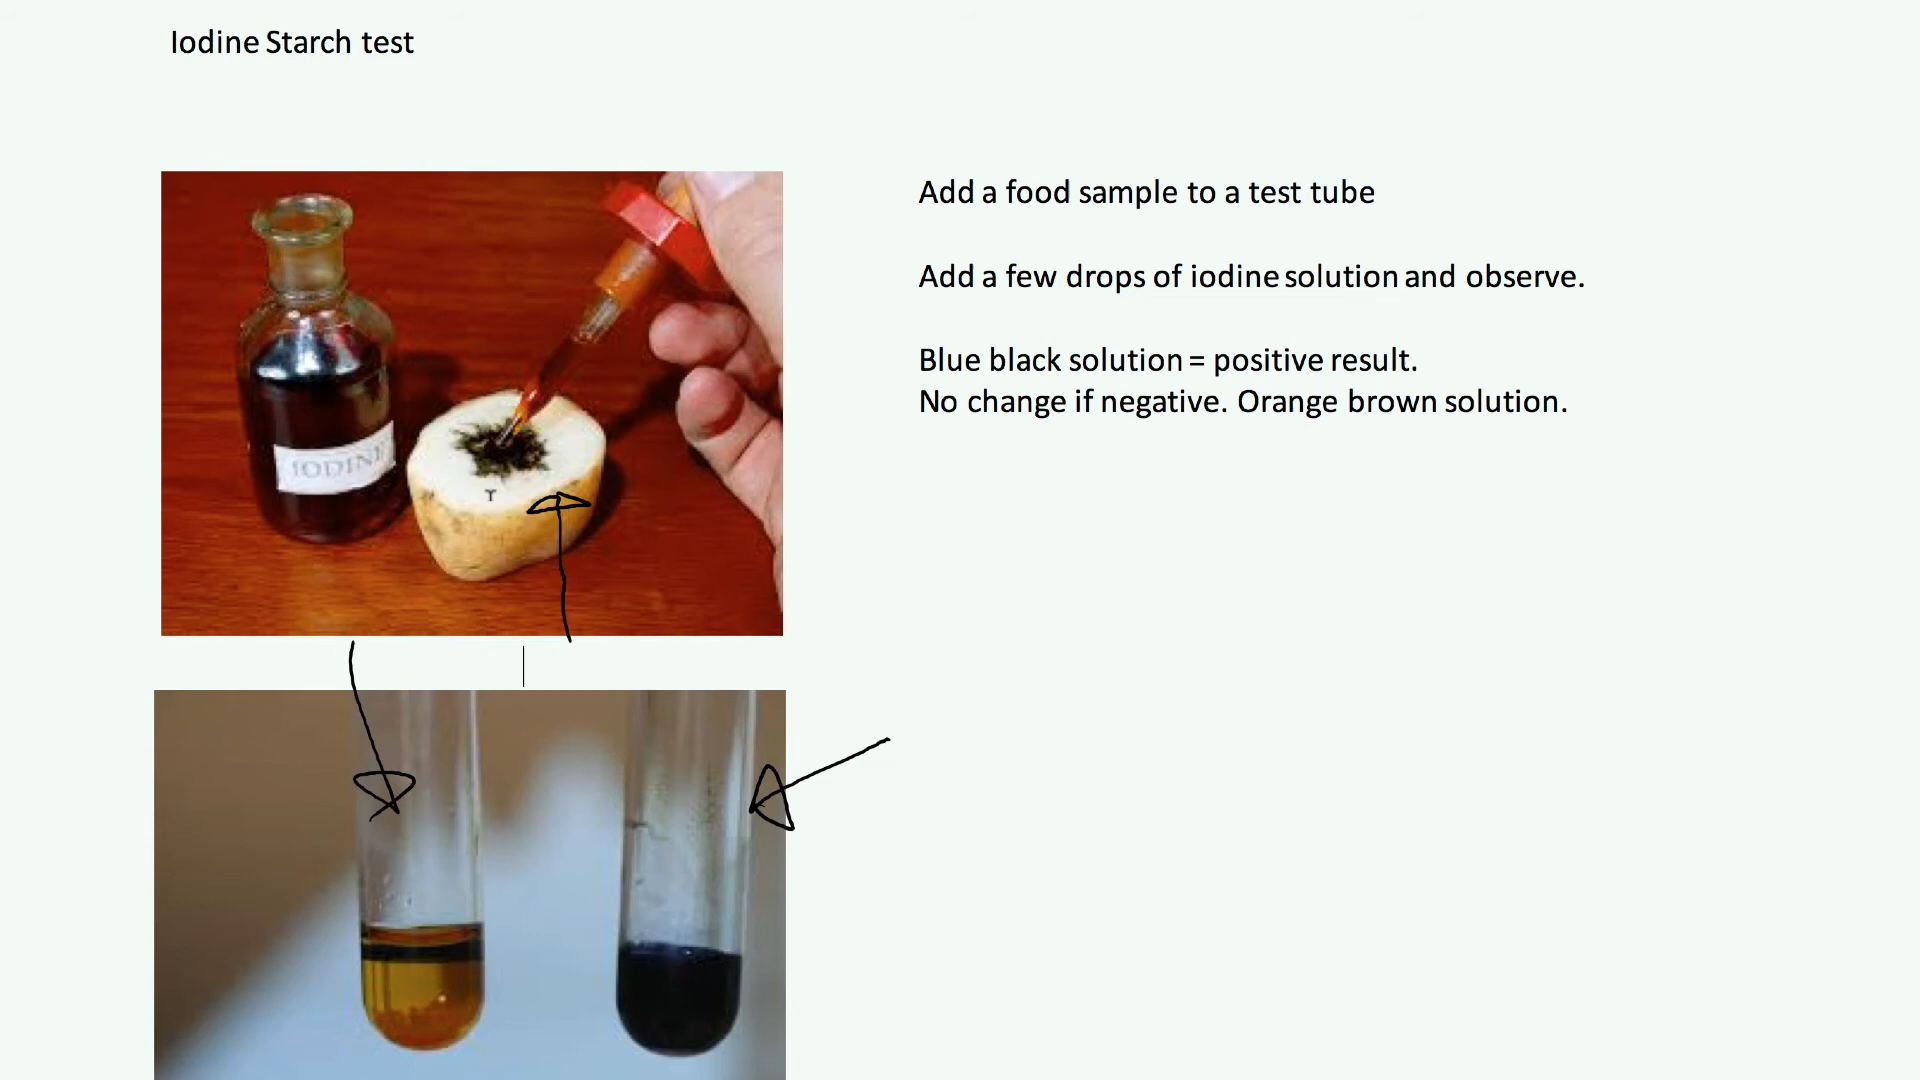 Iodine Starch test
Add a food sample to a test tube
Add a few drops of iodine solution and observe.
Blue black solution = positive result.
No change if negative. Orange brown solution.
IODINE
T